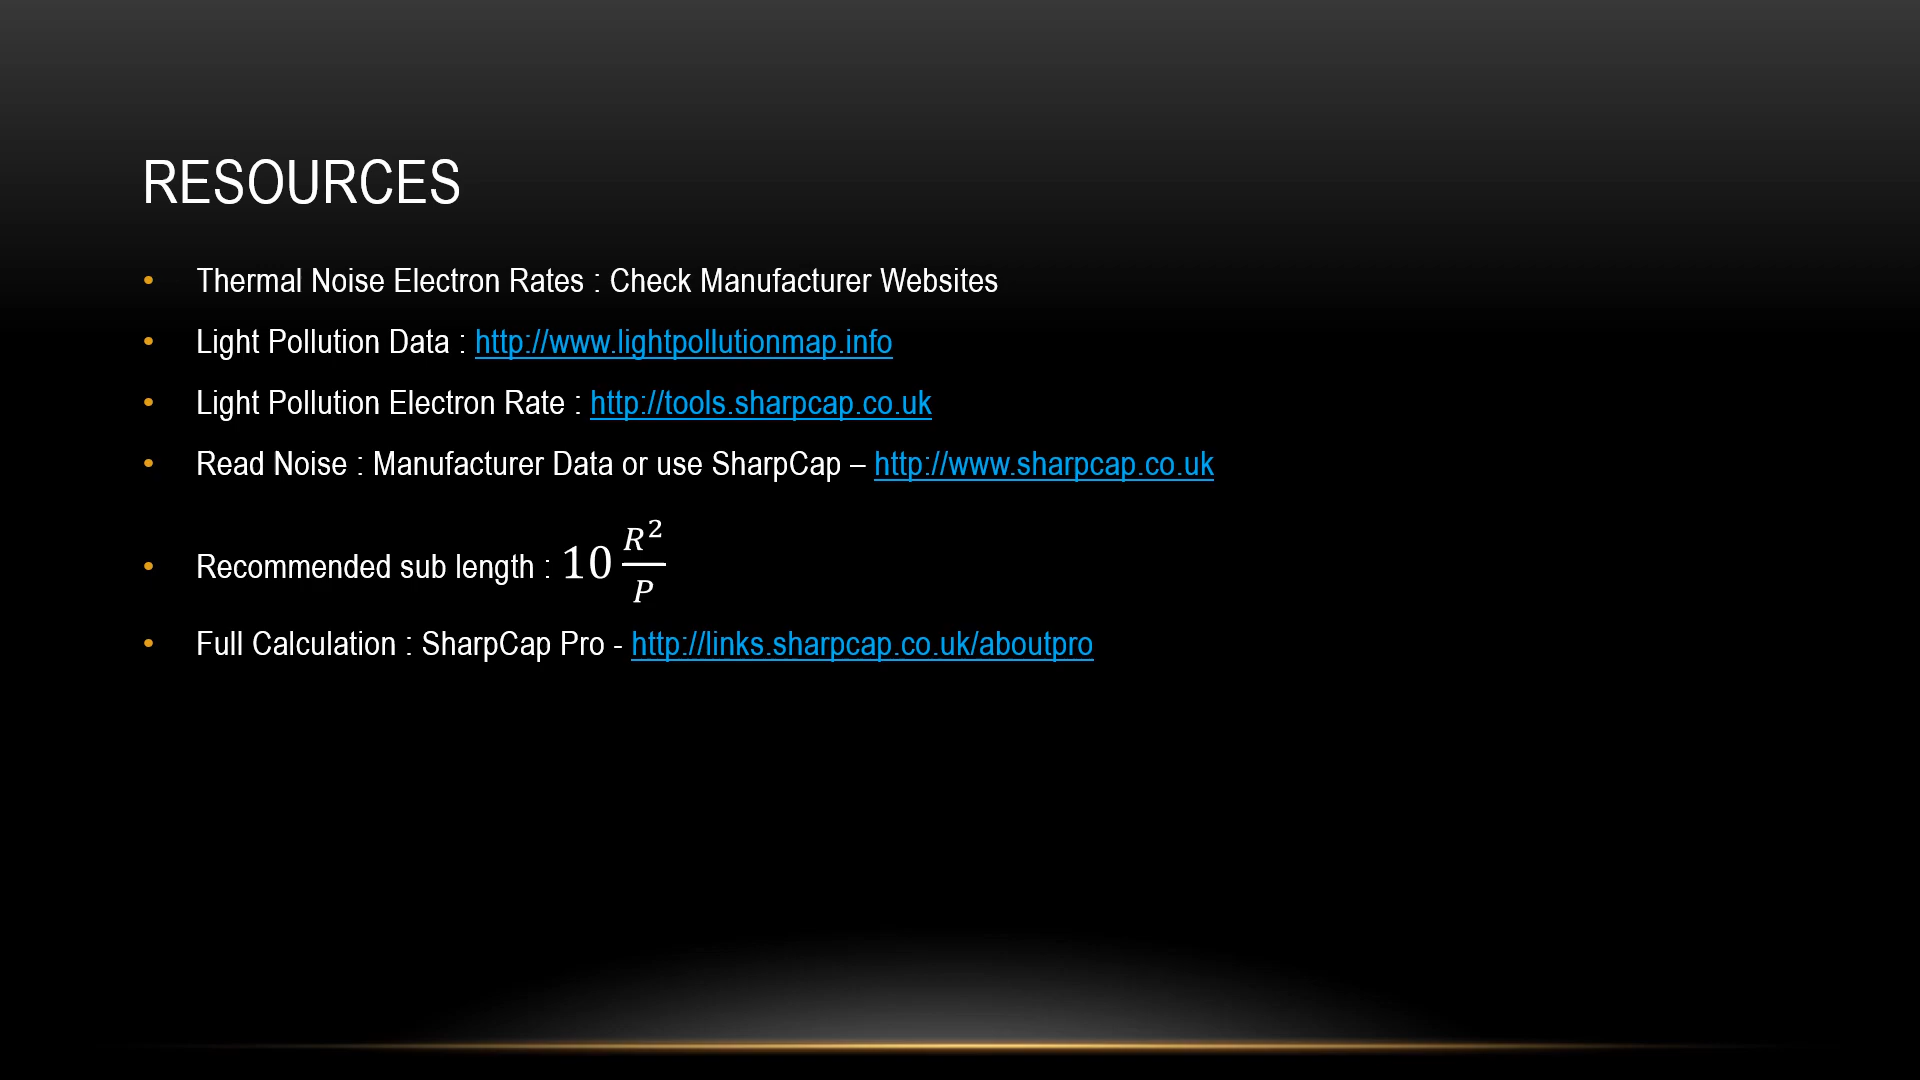 RESOURCES
• Thermal Noise Electron Rates : Check Manufacturer Websites
• Light Pollution Data : http://www.lightpollutionmap.info
• Light Pollution Electron Rate : http://tools.sharpcap.co.uk
• Read Noise : Manufacturer Data or use SharpCap – http://www.sharpcap.co.uk
• Recommended sub length : $10\frac{R^2}{P}$
• Full Calculation : SharpCap Pro - http://links.sharpcap.co.uk/aboutpro